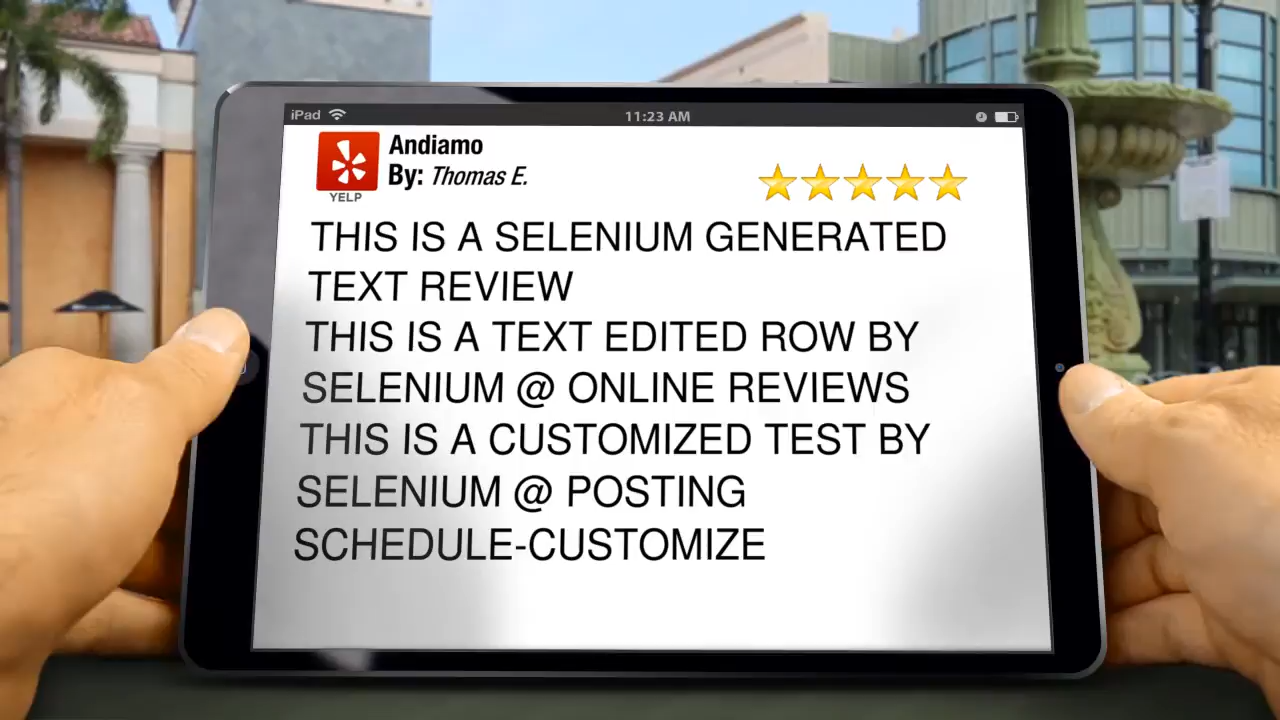 iPad 11:23 AM
Andiamo
By: Thomas E.
YELP
THIS IS A SELENIUM GENERATED
TEXT REVIEW
THIS IS A TEXT EDITED ROW BY
SELENIUM @ ONLINE REVIEWS
THIS IS A CUSTOMIZED TEST BY
SELENIUM @ POSTING
SCHEDULE-CUSTOMIZE